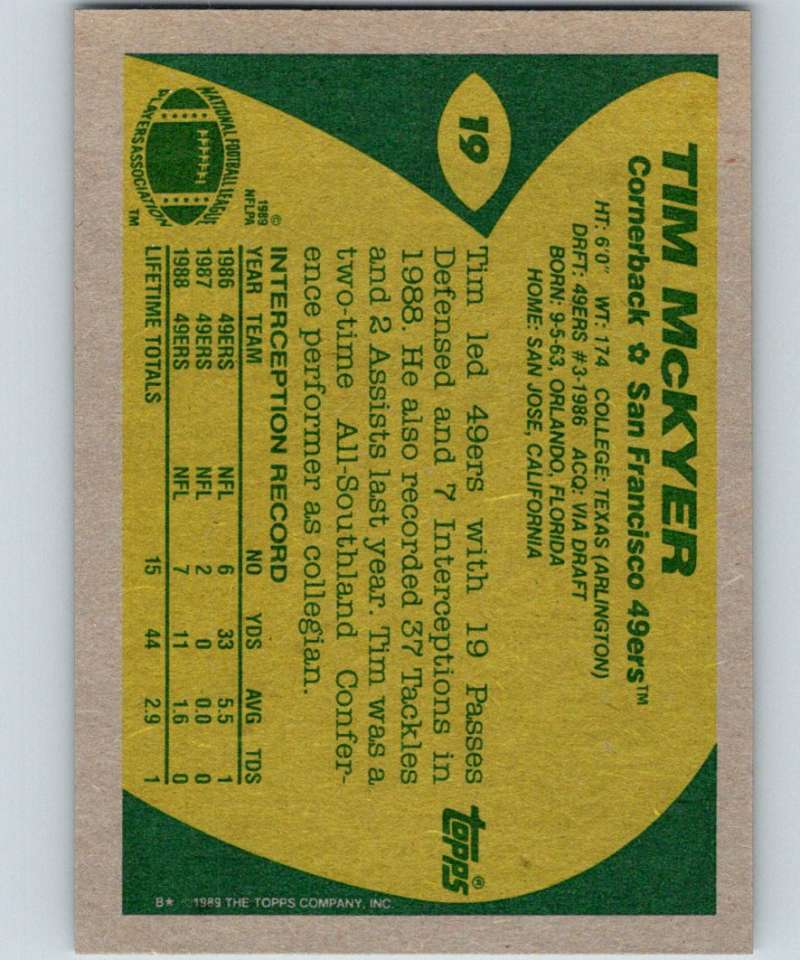 19
TIM McKYER
Cornerback ✿ San Francisco 49ers™
HT: 6'0" WT: 174 COLLEGE: TEXAS (ARLINGTON)
DRFT: 49ERS #3-1986 ACQ: VIA DRAFT
BORN: 9-5-63, ORLANDO, FLORIDA
HOME: SAN JOSE, CALIFORNIA
Tim led 49ers with 19 Passes
Defensed and 7 Interceptions in
1988. He also recorded 37 Tackles
and 2 Assists last year. Tim was a
two-time All-Southland Confer-
ence performer as collegian.
topps®
INTERCEPTION RECORD
YEAR TEAM NO YDS AVG TDS
1986 49ERS NFL 6 33 5.5 1
1987 49ERS NFL 2 0 0.0 0
1988 49ERS NFL 7 11 1.6 0
LIFETIME TOTALS 15 44 2.9 1
NATIONAL FOOTBALL LEAGUE
PLAYERS ASSOCIATION
™
©
1989
NFLPA
B* ©1989 THE TOPPS COMPANY, INC.